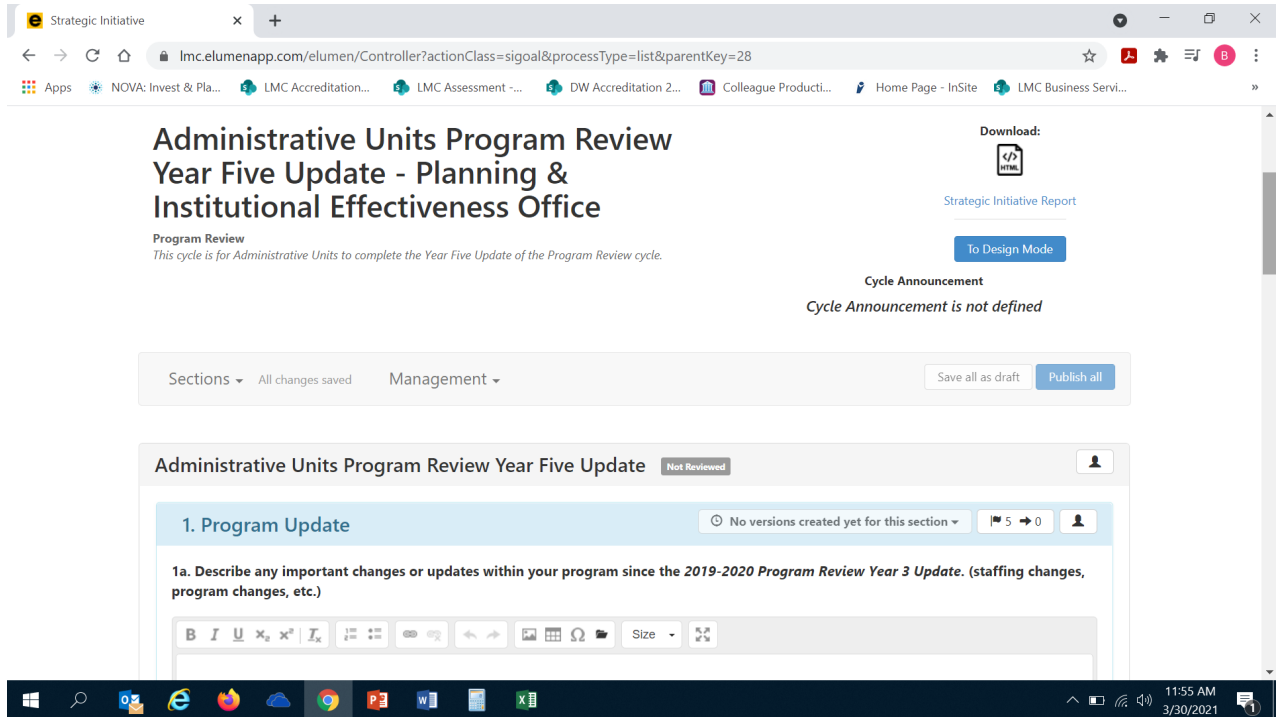 Strategic Initiative
lmc.elumenapp.com/elumen/Controller?actionClass=sigoal&processType=list&parentKey=28
B
Apps NOVA: Invest & Pla... LMC Accreditation... LMC Assessment -... DW Accreditation 2... Colleague Producti... Home Page - InSite LMC Business Servi... »
Administrative Units Program Review
Year Five Update - Planning &
Institutional Effectiveness Office
Program Review
This cycle is for Administrative Units to complete the Year Five Update of the Program Review cycle.
Download:
</>
HTML
Strategic Initiative Report
To Design Mode
Cycle Announcement
Cycle Announcement is not defined
Sections All changes saved Management Save all as draft Publish all
Administrative Units Program Review Year Five Update Not Reviewed
1. Program Update No versions created yet for this section 5 0
1a. Describe any important changes or updates within your program since the 2019-2020 Program Review Year 3 Update. (staffing changes,
program changes, etc.)
B I U x₂ x² Tx Ω Size
11:55 AM
3/30/2021
1